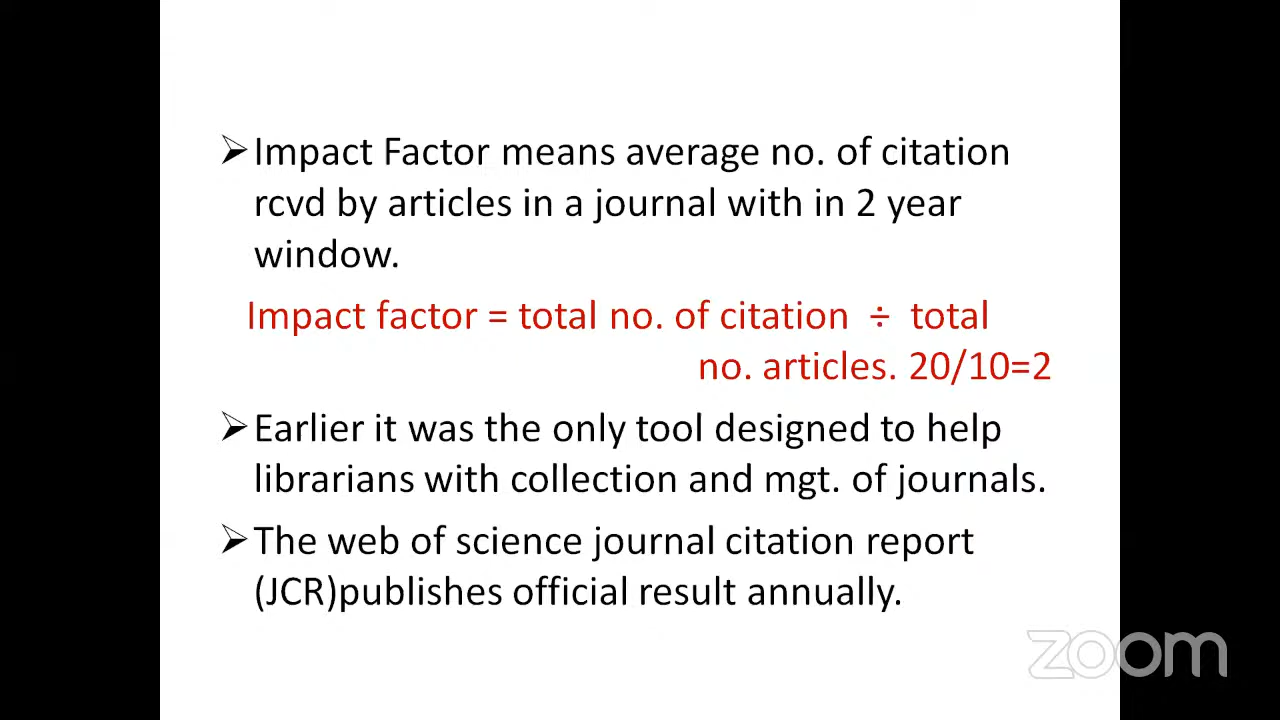 ➢Impact Factor means average no. of citation
rcvd by articles in a journal with in 2 year
window.
Impact factor = total no. of citation ÷ total
no. articles. 20/10=2
➢Earlier it was the only tool designed to help
librarians with collection and mgt. of journals.
➢The web of science journal citation report
(JCR)publishes official result annually.
zoom